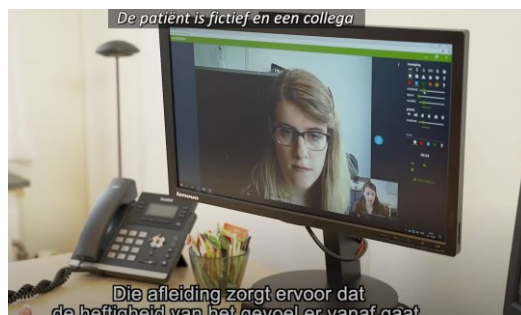 De patiënt is fictief en een collega
lenovo
Die afleiding zorgt ervoor dat
de heftigheid van het gevoel er vanaf gaat